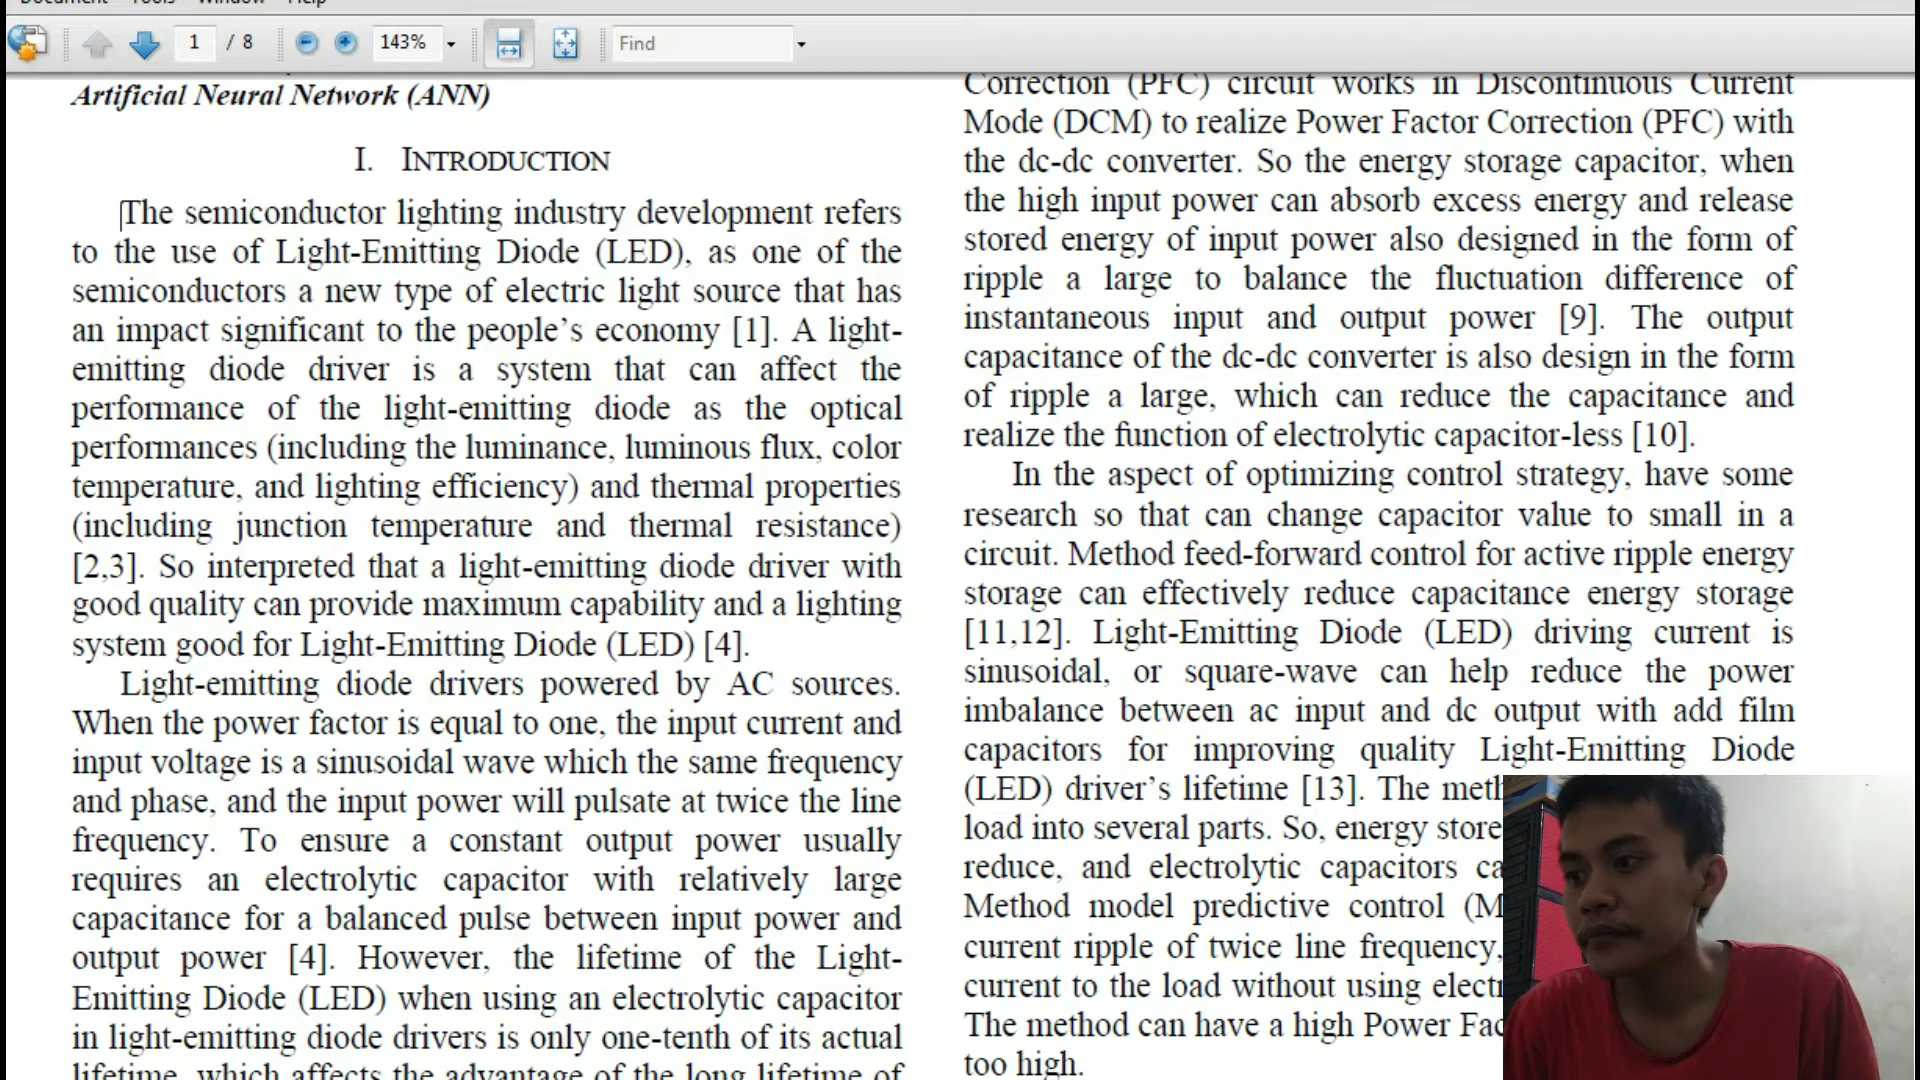 1 / 8
143%
Find
Artificial Neural Network (ANN)
I. INTRODUCTION
The semiconductor lighting industry development refers
to the use of Light-Emitting Diode (LED), as one of the
semiconductors a new type of electric light source that has
an impact significant to the people's economy [1]. A light-
emitting diode driver is a system that can affect the
performance of the light-emitting diode as the optical
performances (including the luminance, luminous flux, color
temperature, and lighting efficiency) and thermal properties
(including junction temperature and thermal resistance)
[2,3]. So interpreted that a light-emitting diode driver with
good quality can provide maximum capability and a lighting
system good for Light-Emitting Diode (LED) [4].
Light-emitting diode drivers powered by AC sources.
When the power factor is equal to one, the input current and
input voltage is a sinusoidal wave which the same frequency
and phase, and the input power will pulsate at twice the line
frequency. To ensure a constant output power usually
requires an electrolytic capacitor with relatively large
capacitance for a balanced pulse between input power and
output power [4]. However, the lifetime of the Light-
Emitting Diode (LED) when using an electrolytic capacitor
in light-emitting diode drivers is only one-tenth of its actual
lifetime, which affects the advantage of the long lifetime of
Correction (PFC) circuit works in Discontinuous Current
Mode (DCM) to realize Power Factor Correction (PFC) with
the dc-dc converter. So the energy storage capacitor, when
the high input power can absorb excess energy and release
stored energy of input power also designed in the form of
ripple a large to balance the fluctuation difference of
instantaneous input and output power [9]. The output
capacitance of the dc-dc converter is also design in the form
of ripple a large, which can reduce the capacitance and
realize the function of electrolytic capacitor-less [10].
In the aspect of optimizing control strategy, have some
research so that can change capacitor value to small in a
circuit. Method feed-forward control for active ripple energy
storage can effectively reduce capacitance energy storage
[11,12]. Light-Emitting Diode (LED) driving current is
sinusoidal, or square-wave can help reduce the power
imbalance between ac input and dc output with add film
capacitors for improving quality Light-Emitting Diode
(LED) driver's lifetime [13]. The
load into several parts. So, energy
reduce, and electrolytic capacitors
Method model predictive control
current ripple of twice line frequency,
current to the load without using
The method can have a high Power
too high.